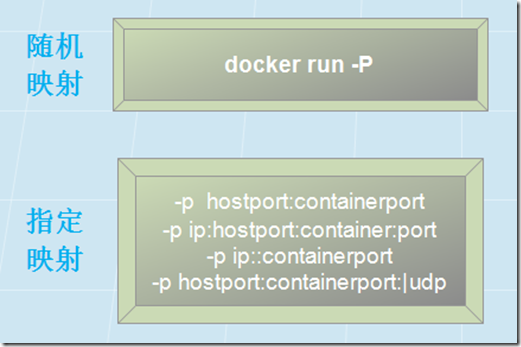 随机
映射
docker run -P
指定
映射
-p hostport:containerport
-p ip:hostport:container:port
-p ip::containerport
-p hostport:containerport:|udp